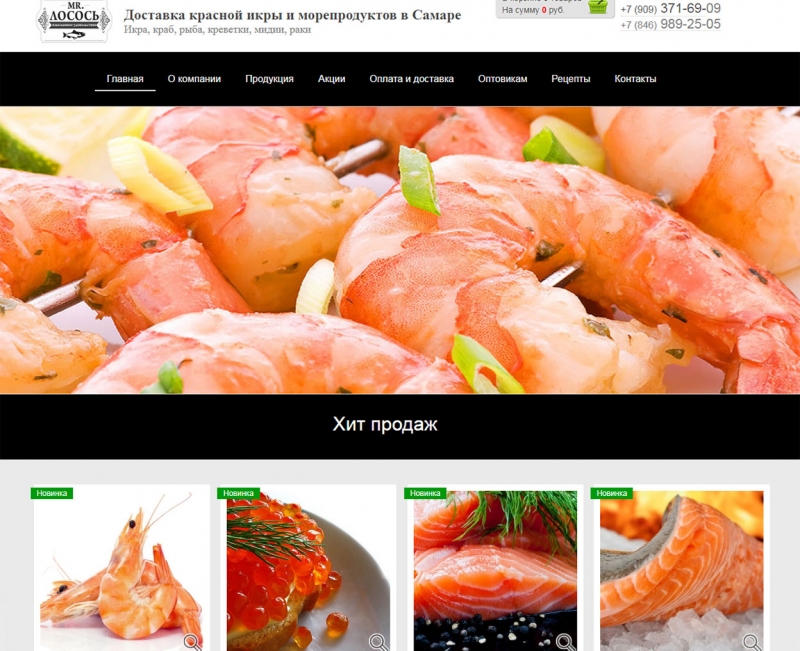 MR.
ЛОСОСЬ
Доставка красной икры и морепродуктов в Самаре
Икра, краб, рыба, креветки, мидии, раки
На сумму 0 руб.
+7 (909) 371-69-09
+7 (846) 989-25-05
Главная О компании Продукция Акции Оплата и доставка Оптовикам Рецепты Контакты
Хит продаж
Новинка Новинка Новинка Новинка